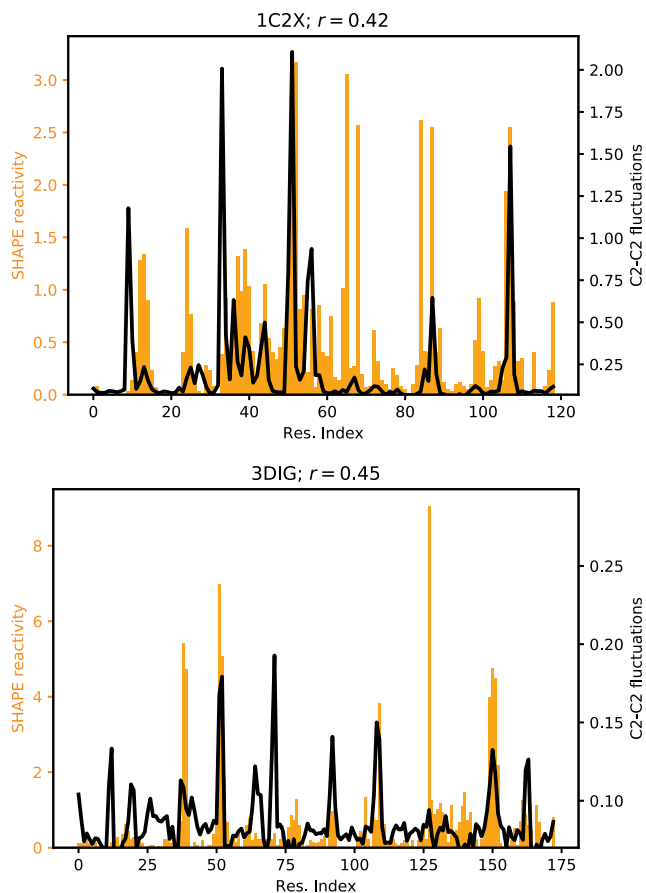 1C2X; r = 0.42
SHAPE reactivity
3.0
2.5
2.0
1.5
1.0
0.5
0.0
2.00
1.75
1.50
1.25
1.00
0.75
0.50
0.25
C2-C2 fluctuations
0 20 40 60 80 100 120
Res. Index
3DIG; r = 0.45
SHAPE reactivity
8
6
4
2
0
0.25
0.20
0.15
0.10
C2-C2 fluctuations
0 25 50 75 100 125 150 175
Res. Index